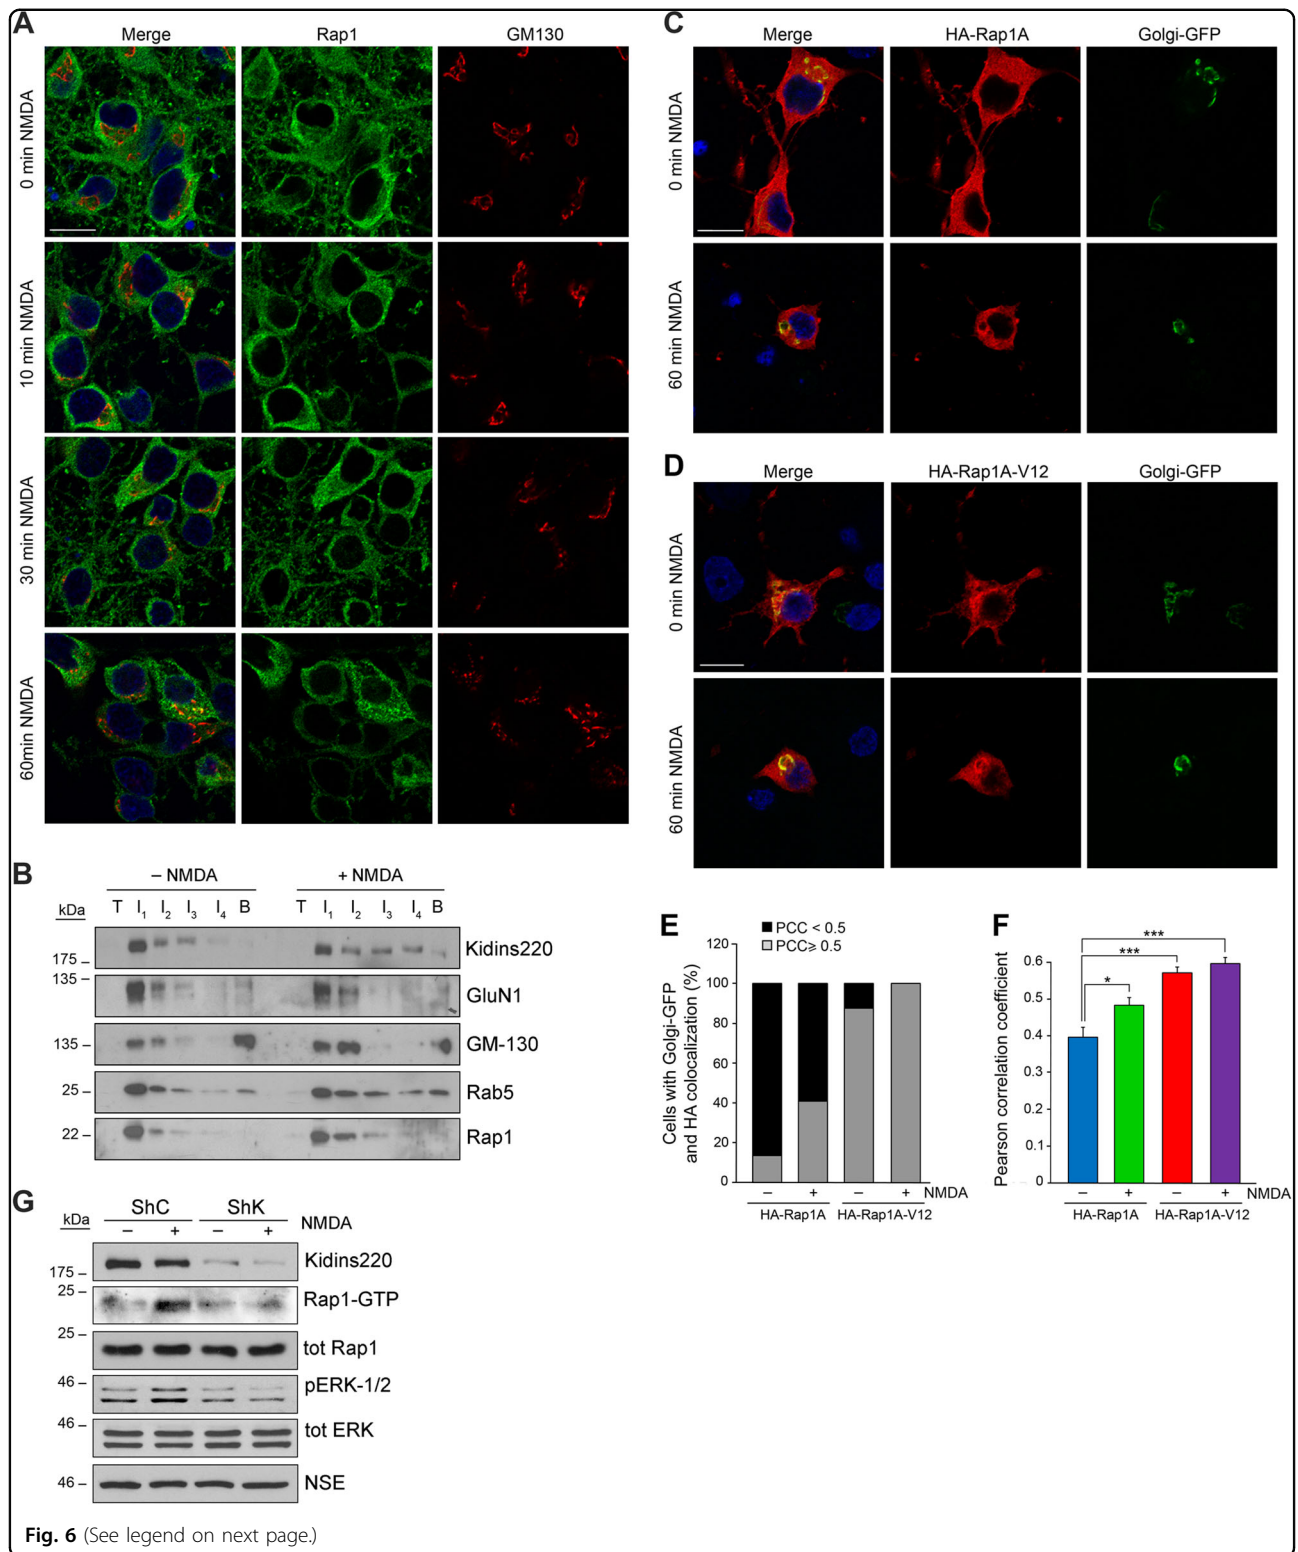 A
Merge Rap1 GM130
0 min NMDA
10 min NMDA
30 min NMDA
60min NMDA
B
– NMDA + NMDA
kDa T I1 I2 I3 I4 B T I1 I2 I3 I4 B
175 – Kidins220
135 – GluN1
135 – GM-130
25 – Rab5
22 – Rap1
C
Merge HA-Rap1A Golgi-GFP
0 min NMDA
60 min NMDA
D
Merge HA-Rap1A-V12 Golgi-GFP
0 min NMDA
60 min NMDA
E
PCC < 0.5
PCC≥ 0.5
Cells with Golgi-GFP
and HA colocalization (%)
120
100
80
60
40
20
0
– + – + NMDA
HA-Rap1A HA-Rap1A-V12
F
Pearson correlation coefficient
0.6
0.5
0.4
0.3
0.2
0.1
0
***
***
*
– + – + NMDA
HA-Rap1A HA-Rap1A-V12
G
ShC ShK
kDa – + – + NMDA
175 – Kidins220
25 – Rap1-GTP
25 – tot Rap1
46 – pERK-1/2
46 – tot ERK
46 – NSE
Fig. 6 (See legend on next page.)